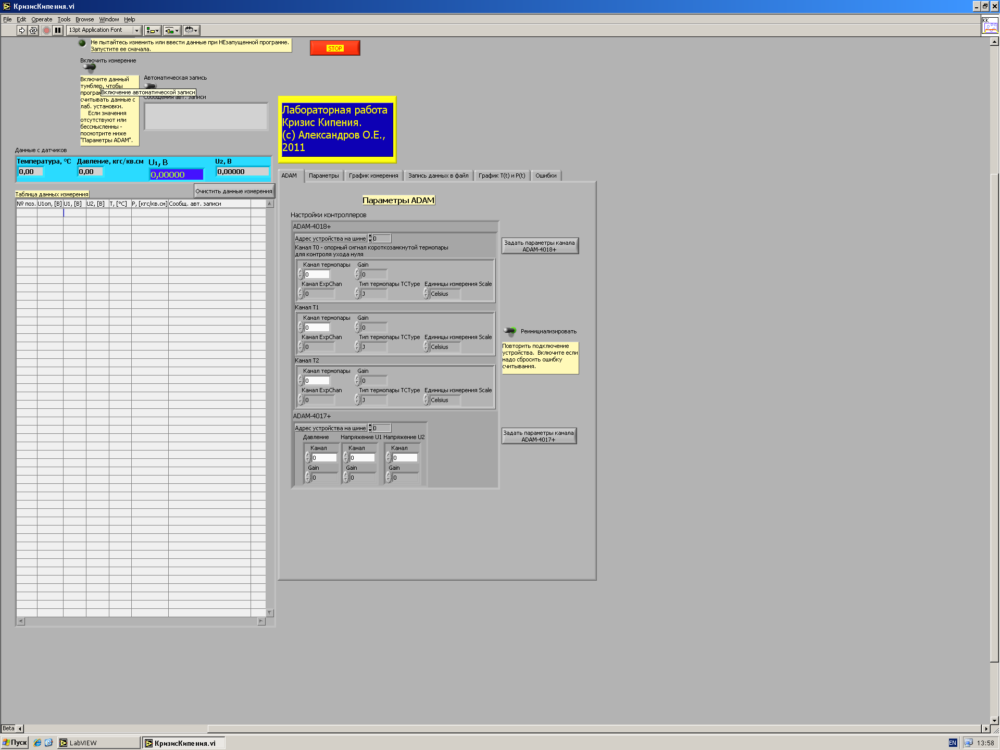 КризисКипения.vi
File Edit Operate Tools Browse Window Help
13pt Application Font
KK
Не пытайтесь изменить или ввести данные при НЕзапущенной программе.
Запустите ее сначала.
STOP
Включить измерение
Включите данный
тумблер, чтобы
програм
считывать данные с
лаб. установки.
Если значения
отсутствуют или
бессмысленны -
посмотрите ниже
"Параметры ADAM".
Автоматическая запись
Включение автоматической записи
Сообщения авт. записи
Лабораторная работа
Кризис Кипения.
(c) Александров О.Е.,
2011
Данные с датчиков
Температура, °C Давление, кгс/кв.см U1, В U2, В
0,00 0,00 0,00000 0,00000
Таблица данных измерения
Очистить данные измерения
№ поз. U1оп, [В] U1, [В] U2, [В] T, [°C] P, [кгс/кв.см] Сообщ. авт. записи
ADAM Параметры График измерения Запись данных в файл График T(t) и P(t) Ошибки
Параметры ADAM
Настройки контроллеров
ADAM-4018+
Адрес устройства на шине 0
Канал T0 - опорный сигнал короткозамкнутой термопары
для контроля ухода нуля
Канал термопары Gain
0 0
Канал ExpChan Тип термопары TCType Единицы измерения Scale
0 J Celsius
Канал T1
Канал термопары Gain
0 0
Канал ExpChan Тип термопары TCType Единицы измерения Scale
0 J Celsius
Канал T2
Канал термопары Gain
0 0
Канал ExpChan Тип термопары TCType Единицы измерения Scale
0 J Celsius
ADAM-4017+
Адрес устройства на шине 0
Давление Напряжение U1 Напряжение U2
Канал Канал Канал
0 0 0
Gain Gain Gain
0 0 0
Задать параметры канала
ADAM-4018+
Реинициализировать
Повторить подключение
устройства. Включите если
надо сбросить ошибку
считывания.
Задать параметры канала
ADAM-4017+
Beta
Пуск LabVIEW КризисКипения.vi EN 13:58